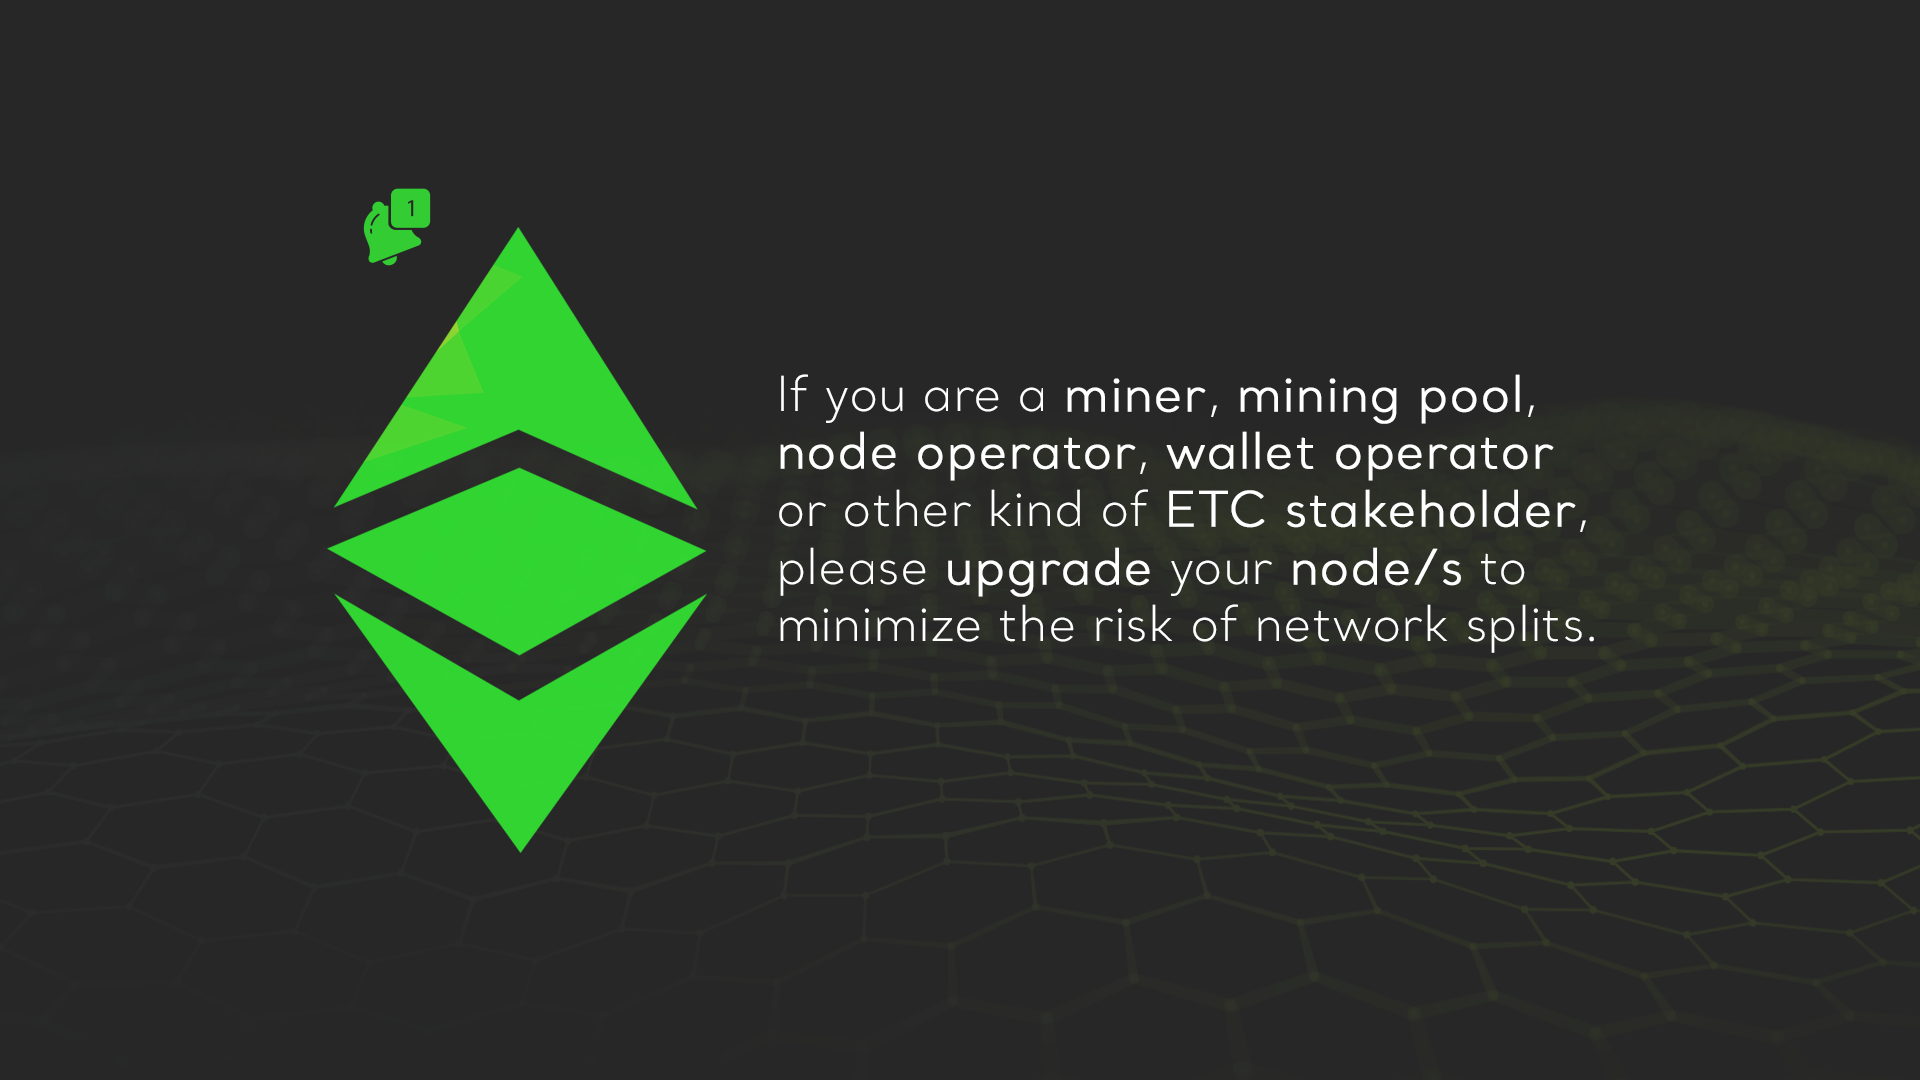 1
If you are a miner, mining pool,
node operator, wallet operator
or other kind of ETC stakeholder,
please upgrade your node/s to
minimize the risk of network splits.